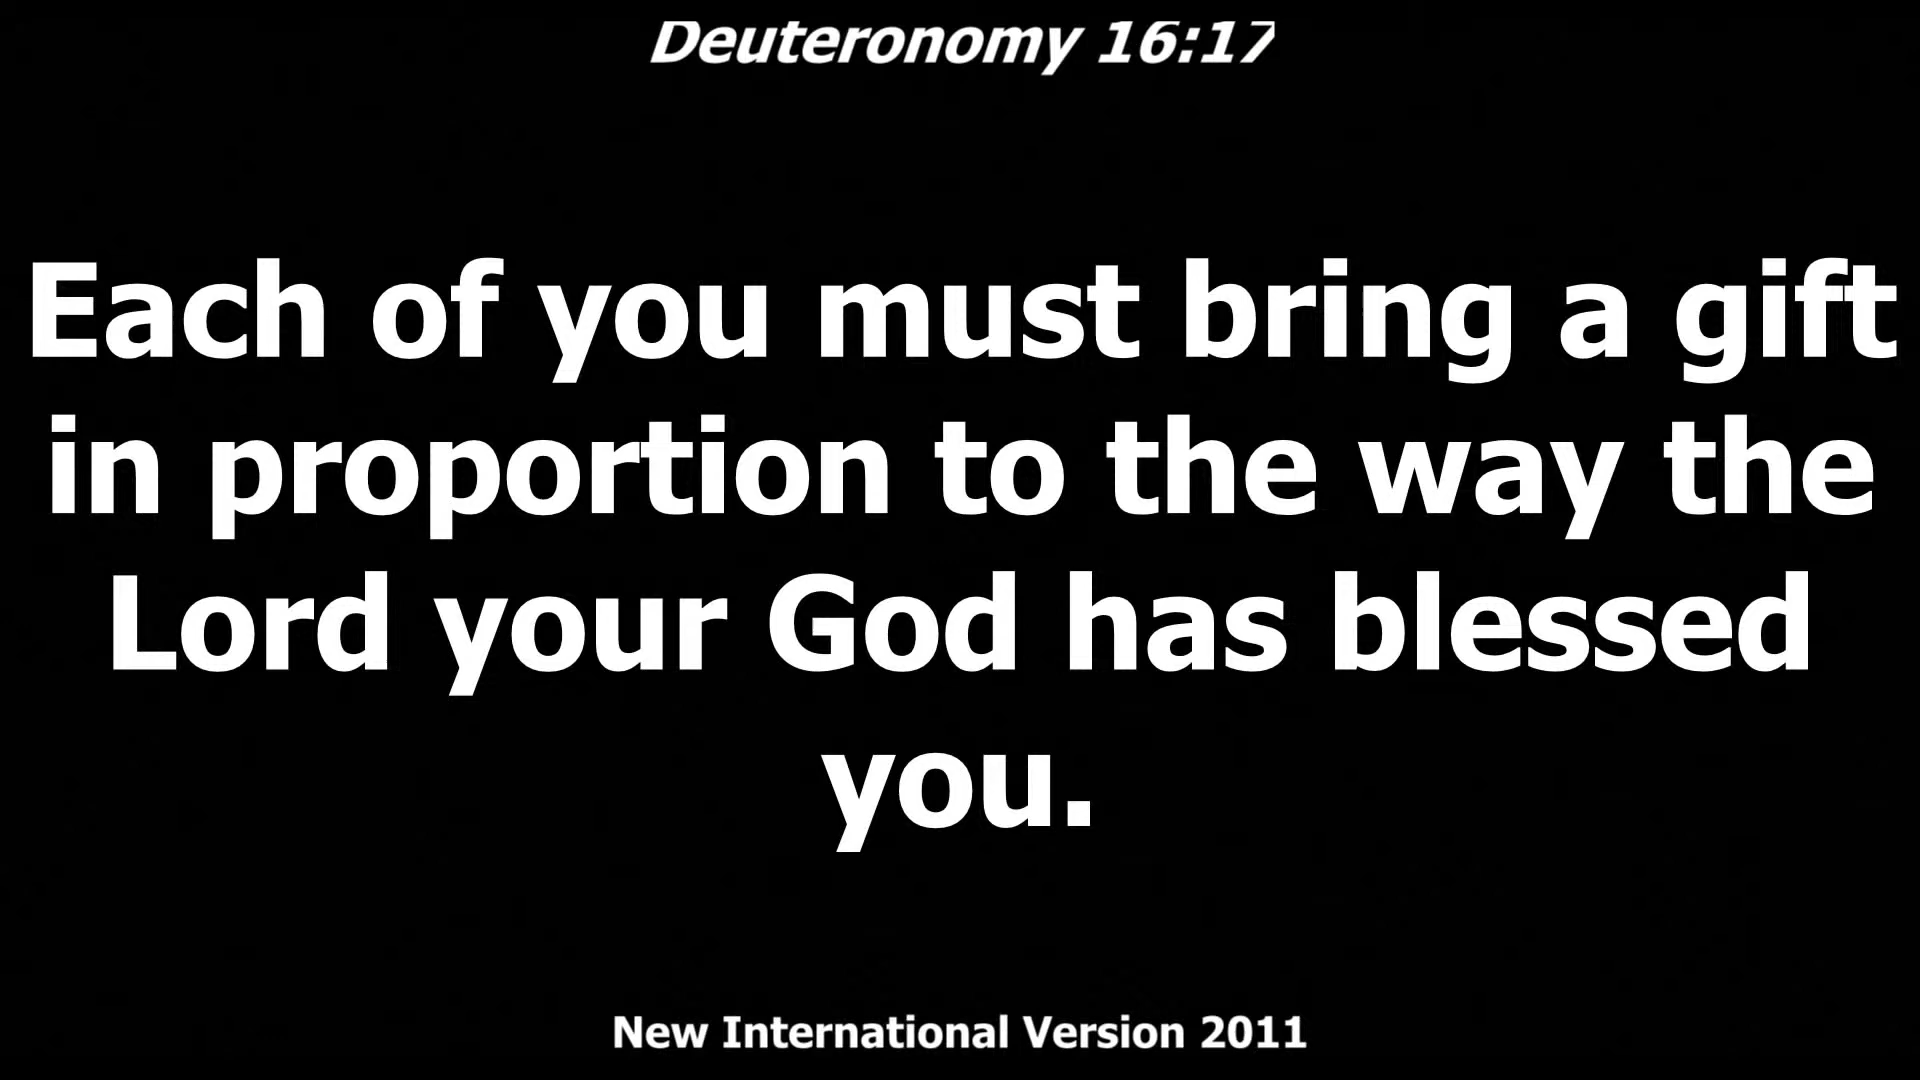 Deuteronomy 16:17
Each of you must bring a gift
in proportion to the way the
Lord your God has blessed
you.
New International Version 2011